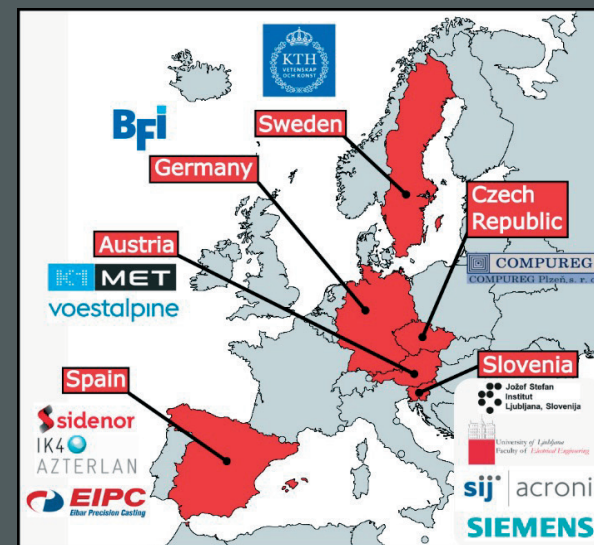 KTH
VETENSKAP
OCH KONST
BFi
Sweden
Germany
Czech
Republic
Austria
COMPUREG
COMPUREG Plzeň, s. r. o.
K1 MET
voestalpine
Slovenia
Spain
Jožef Stefan
Institut
Ljubljana, Slovenija
sidenor
IK4
AZTERLAN
University of Ljubljana
Faculty of Electrical Engineering
sij acroni
EIPC
Eibar Precision Casting
SIEMENS